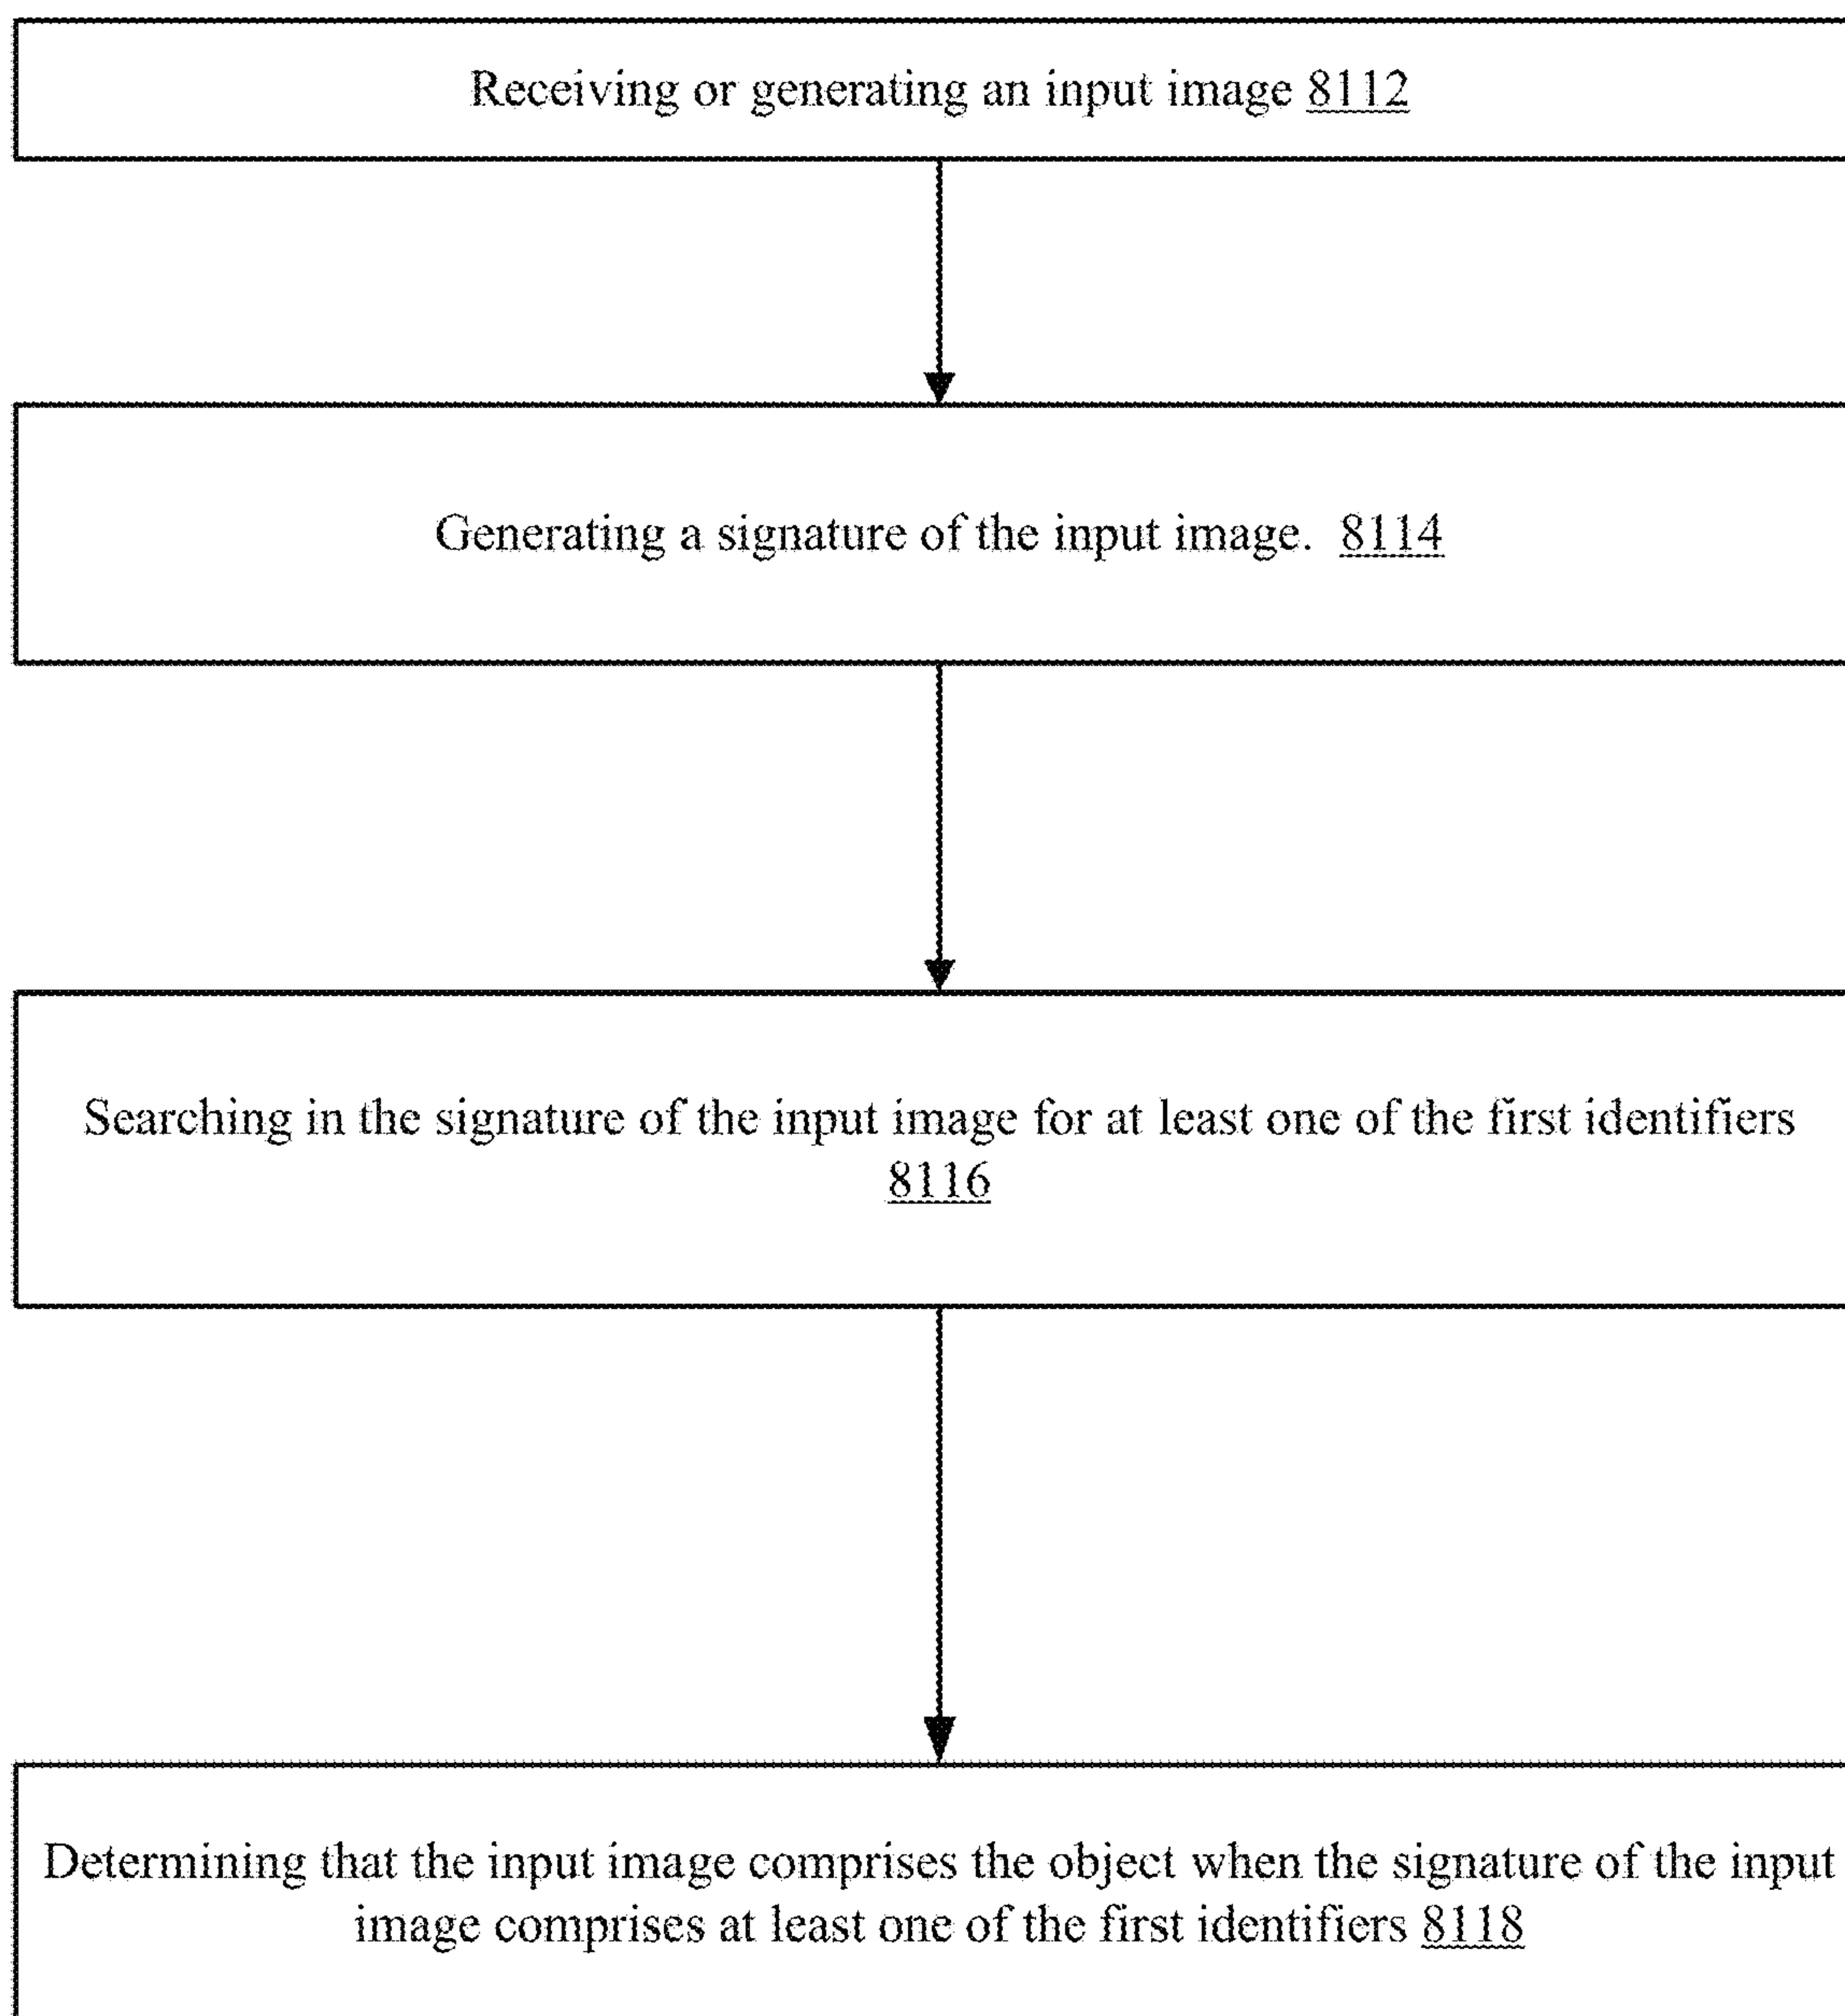 Receiving or generating an input image 8112
Generating a signature of the input image.  8114
Searching in the signature of the input image for at least one of the first identifiers
8116
Determining that the input image comprises the object when the signature of the input
image comprises at least one of the first identifiers 8118